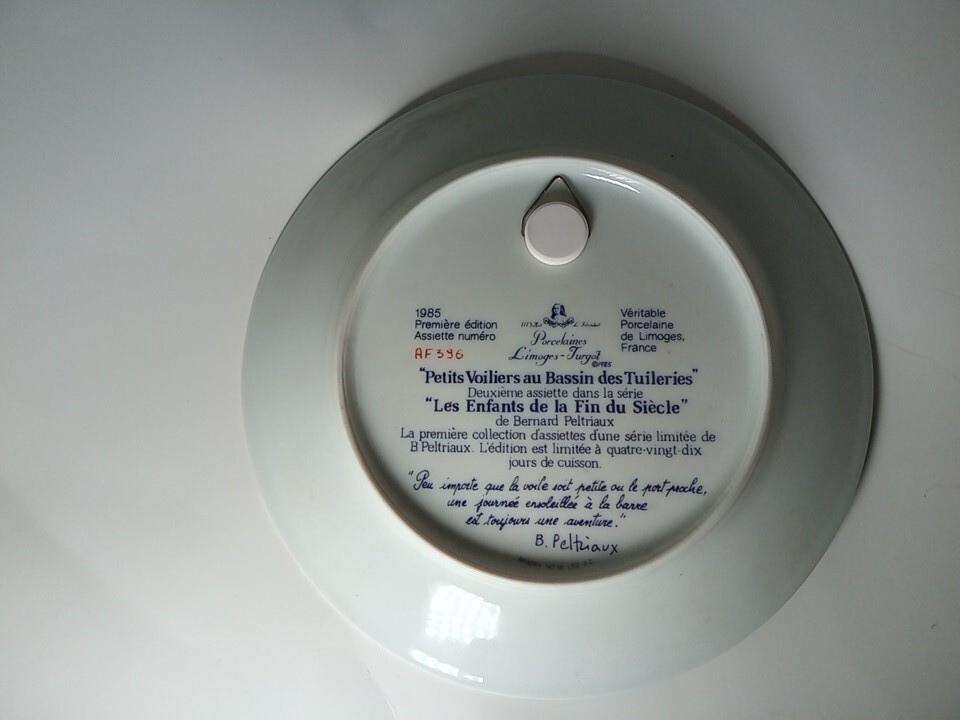 1985
Première édition
Assiette numéro
AF396
Porcelaines
Limoges-Turgot
©1985
Véritable
Porcelaine
de Limoges,
France
"Petits Voiliers au Bassin des Tuileries"
Deuxième assiette dans la série
"Les Enfants de la Fin du Siècle"
de Bernard Peltriaux
La première collection d'assiettes d'une série limitée de
B. Peltriaux. L'édition est limitée à quatre-vingt-dix
jours de cuisson.
"Peu importe que la voile soit petite ou le port proche,
une journée ensoleillée à la barre
est toujours une aventure."
B. Peltriaux